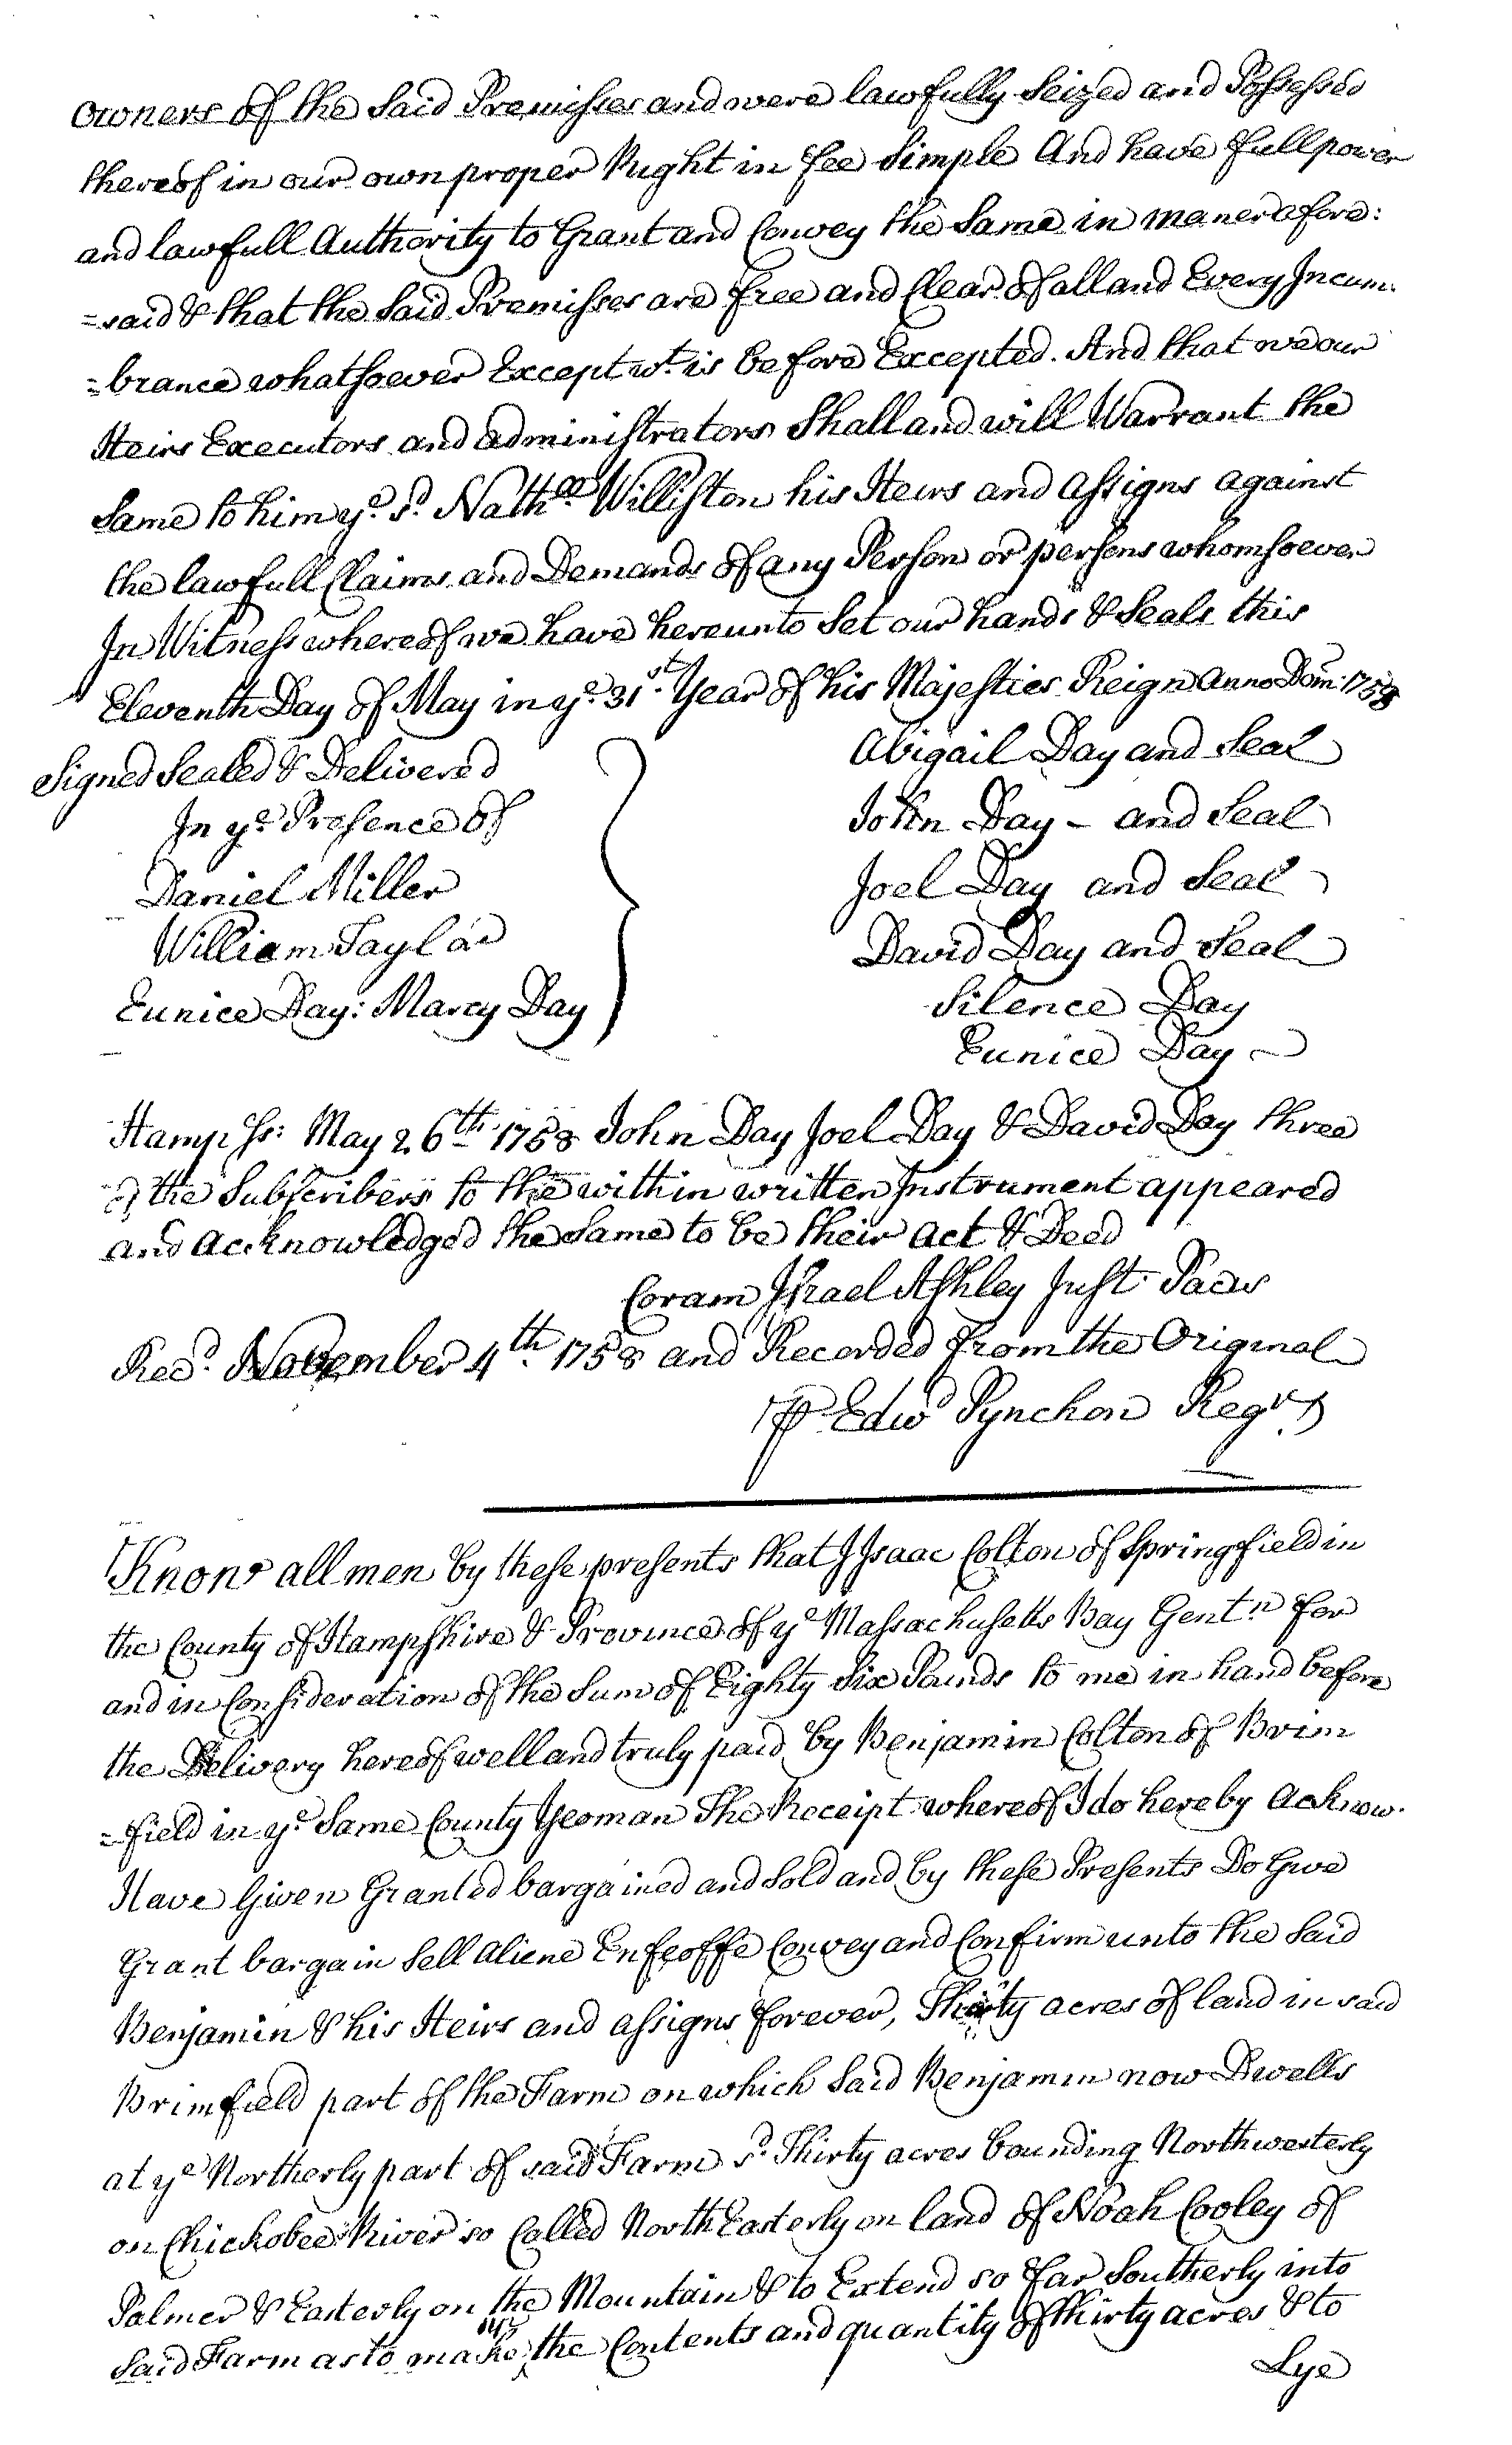 owners of the said Premisses and were lawfully Seized and Possessed
thereof in our own proper Right in fee Simple And have full power
and lawfull Authority to Grant and Convey the Same in maner afore:
=said & that the said Premisses are free and Clear of all and Every Incum.
=brance whatsoever Except wt. is before Excepted. And that we our
Heirs Executors and administrators Shall and will Warrant the
Same to him ye. sd. Nathll. Williston his Heirs and assigns against
the lawfull Claims and Demands of any Person or persons whomsoever
In Witness whereof we have hereunto Set our hands & Seals this
Eleventh Day of May in ye. 31st. Year of his Majesties Reign Anno Dom: 1758
Signed Sealed & Delivered
In ye Presence of
Daniel Miller
William Taylor
Eunice Day: Marcy Day
Abigail Day and Seal
John Day - and Seal
Joel Day and Seal
David Day and Seal
Silence Day
Eunice Day -
Hamp Ss: May 26th. 1758 John Day Joel Day & David Day three
of the Subscribers to the within written Instrument appeared
and Acknowledged the Same to be their act & Deed
Coram Israel Ashley Just Pacis
Recd. November 4th. 1758 and Recorded from the Original
⅌ Edwd Pynchon Regr
Know all men by these presents that I Isaac Colton of Springfield in
the County of Hampshire & Province of ye Massachusetts Bay Gentn for
and in Consideration of the Sum of Eighty Six Pounds to me in hand before
the Delivery hereof well and truly paid by Benjamin Colton of Brim
=field in ye. Same County Yeoman The Receipt whereof I do hereby acknow.
Have Given Granted bargained and Sold and by these Presents Do Give
Grant bargain Sell aliene Enfeoffe Convey and Confirm unto the Said
Benjamin & his Heirs and assigns forever, Thirty acres of land in said
Brimfield part of the Farm on which Said Benjamin now Dwells
at ye Northerly part of said Farm sd. Thirty acres bounding Northwesterly
on Chickobee River so Called North Easterly on land of Noah Cooley of
Palmer & Easterly on the Mountain & to Extend so far Southerly into
Said Farm as to make the Contents and quantity of thirty acres & to
Lye